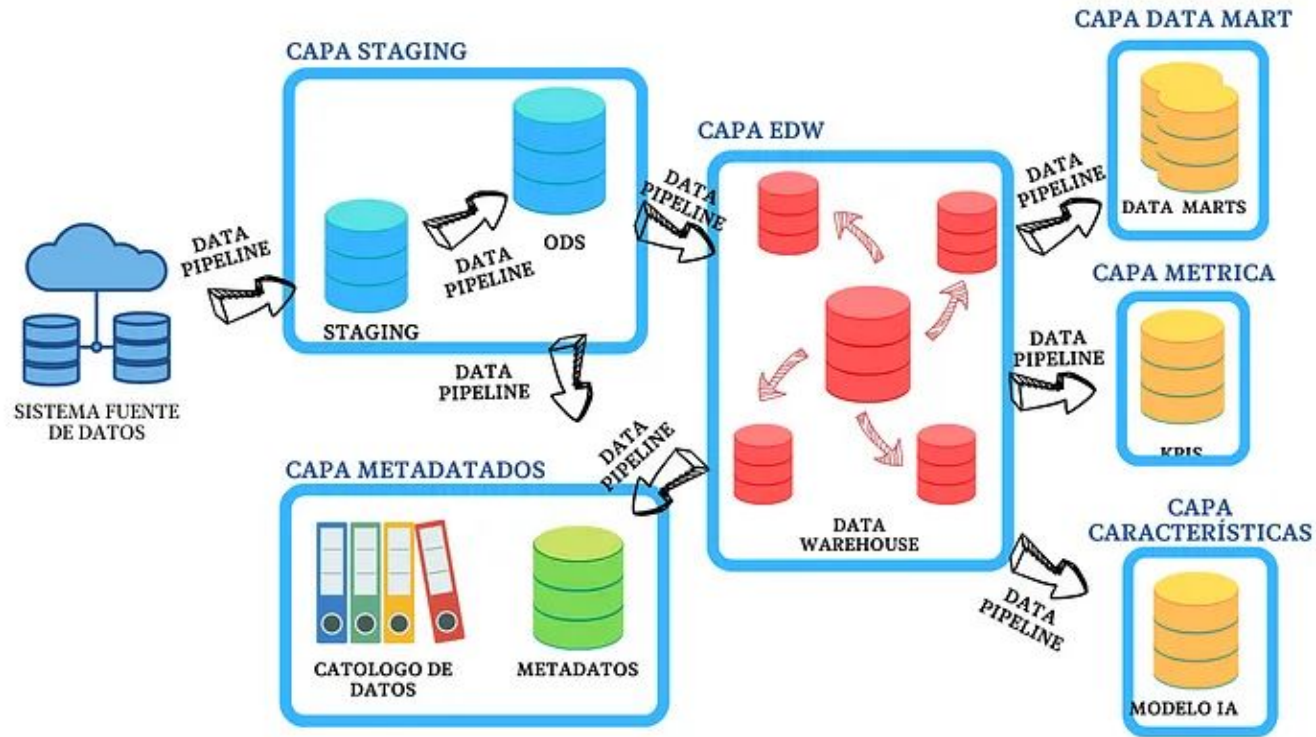 CAPA DATA MART
CAPA STAGING
CAPA EDW
DATA
PIPELINE
STAGING
DATA
PIPELINE
ODS
DATA
PIPELINE
DATA
PIPELINE
DATA MARTS
SISTEMA FUENTE
DE DATOS
DATA
PIPELINE
CAPA METRICA
DATA
PIPELINE
KPIS
CAPA METADATADOS
DATA
PIPELINE
CATOLOGO DE
DATOS
METADATOS
DATA
WAREHOUSE
CAPA
CARACTERÍSTICAS
DATA
PIPELINE
MODELO IA